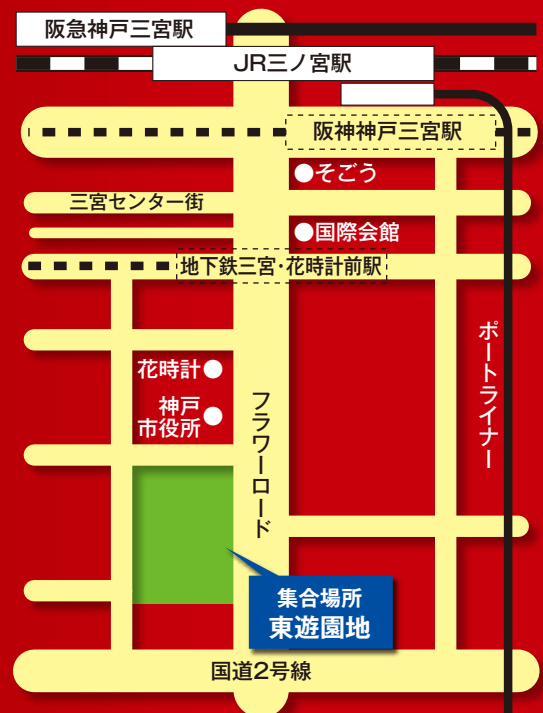 阪急神戸三宮駅
JR三ノ宮駅
阪神神戸三宮駅
●そごう
三宮センター街
●国際会館
地下鉄三宮・花時計前駅
花時計●
神戸
市役所●
フラワーロード
ポートライナー
集合場所
東遊園地
国道2号線